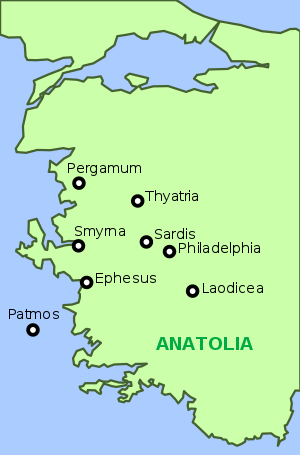 Pergamum
Thyatria
Smyrna
Sardis
Philadelphia
Ephesus
Laodicea
Patmos
ANATOLIA